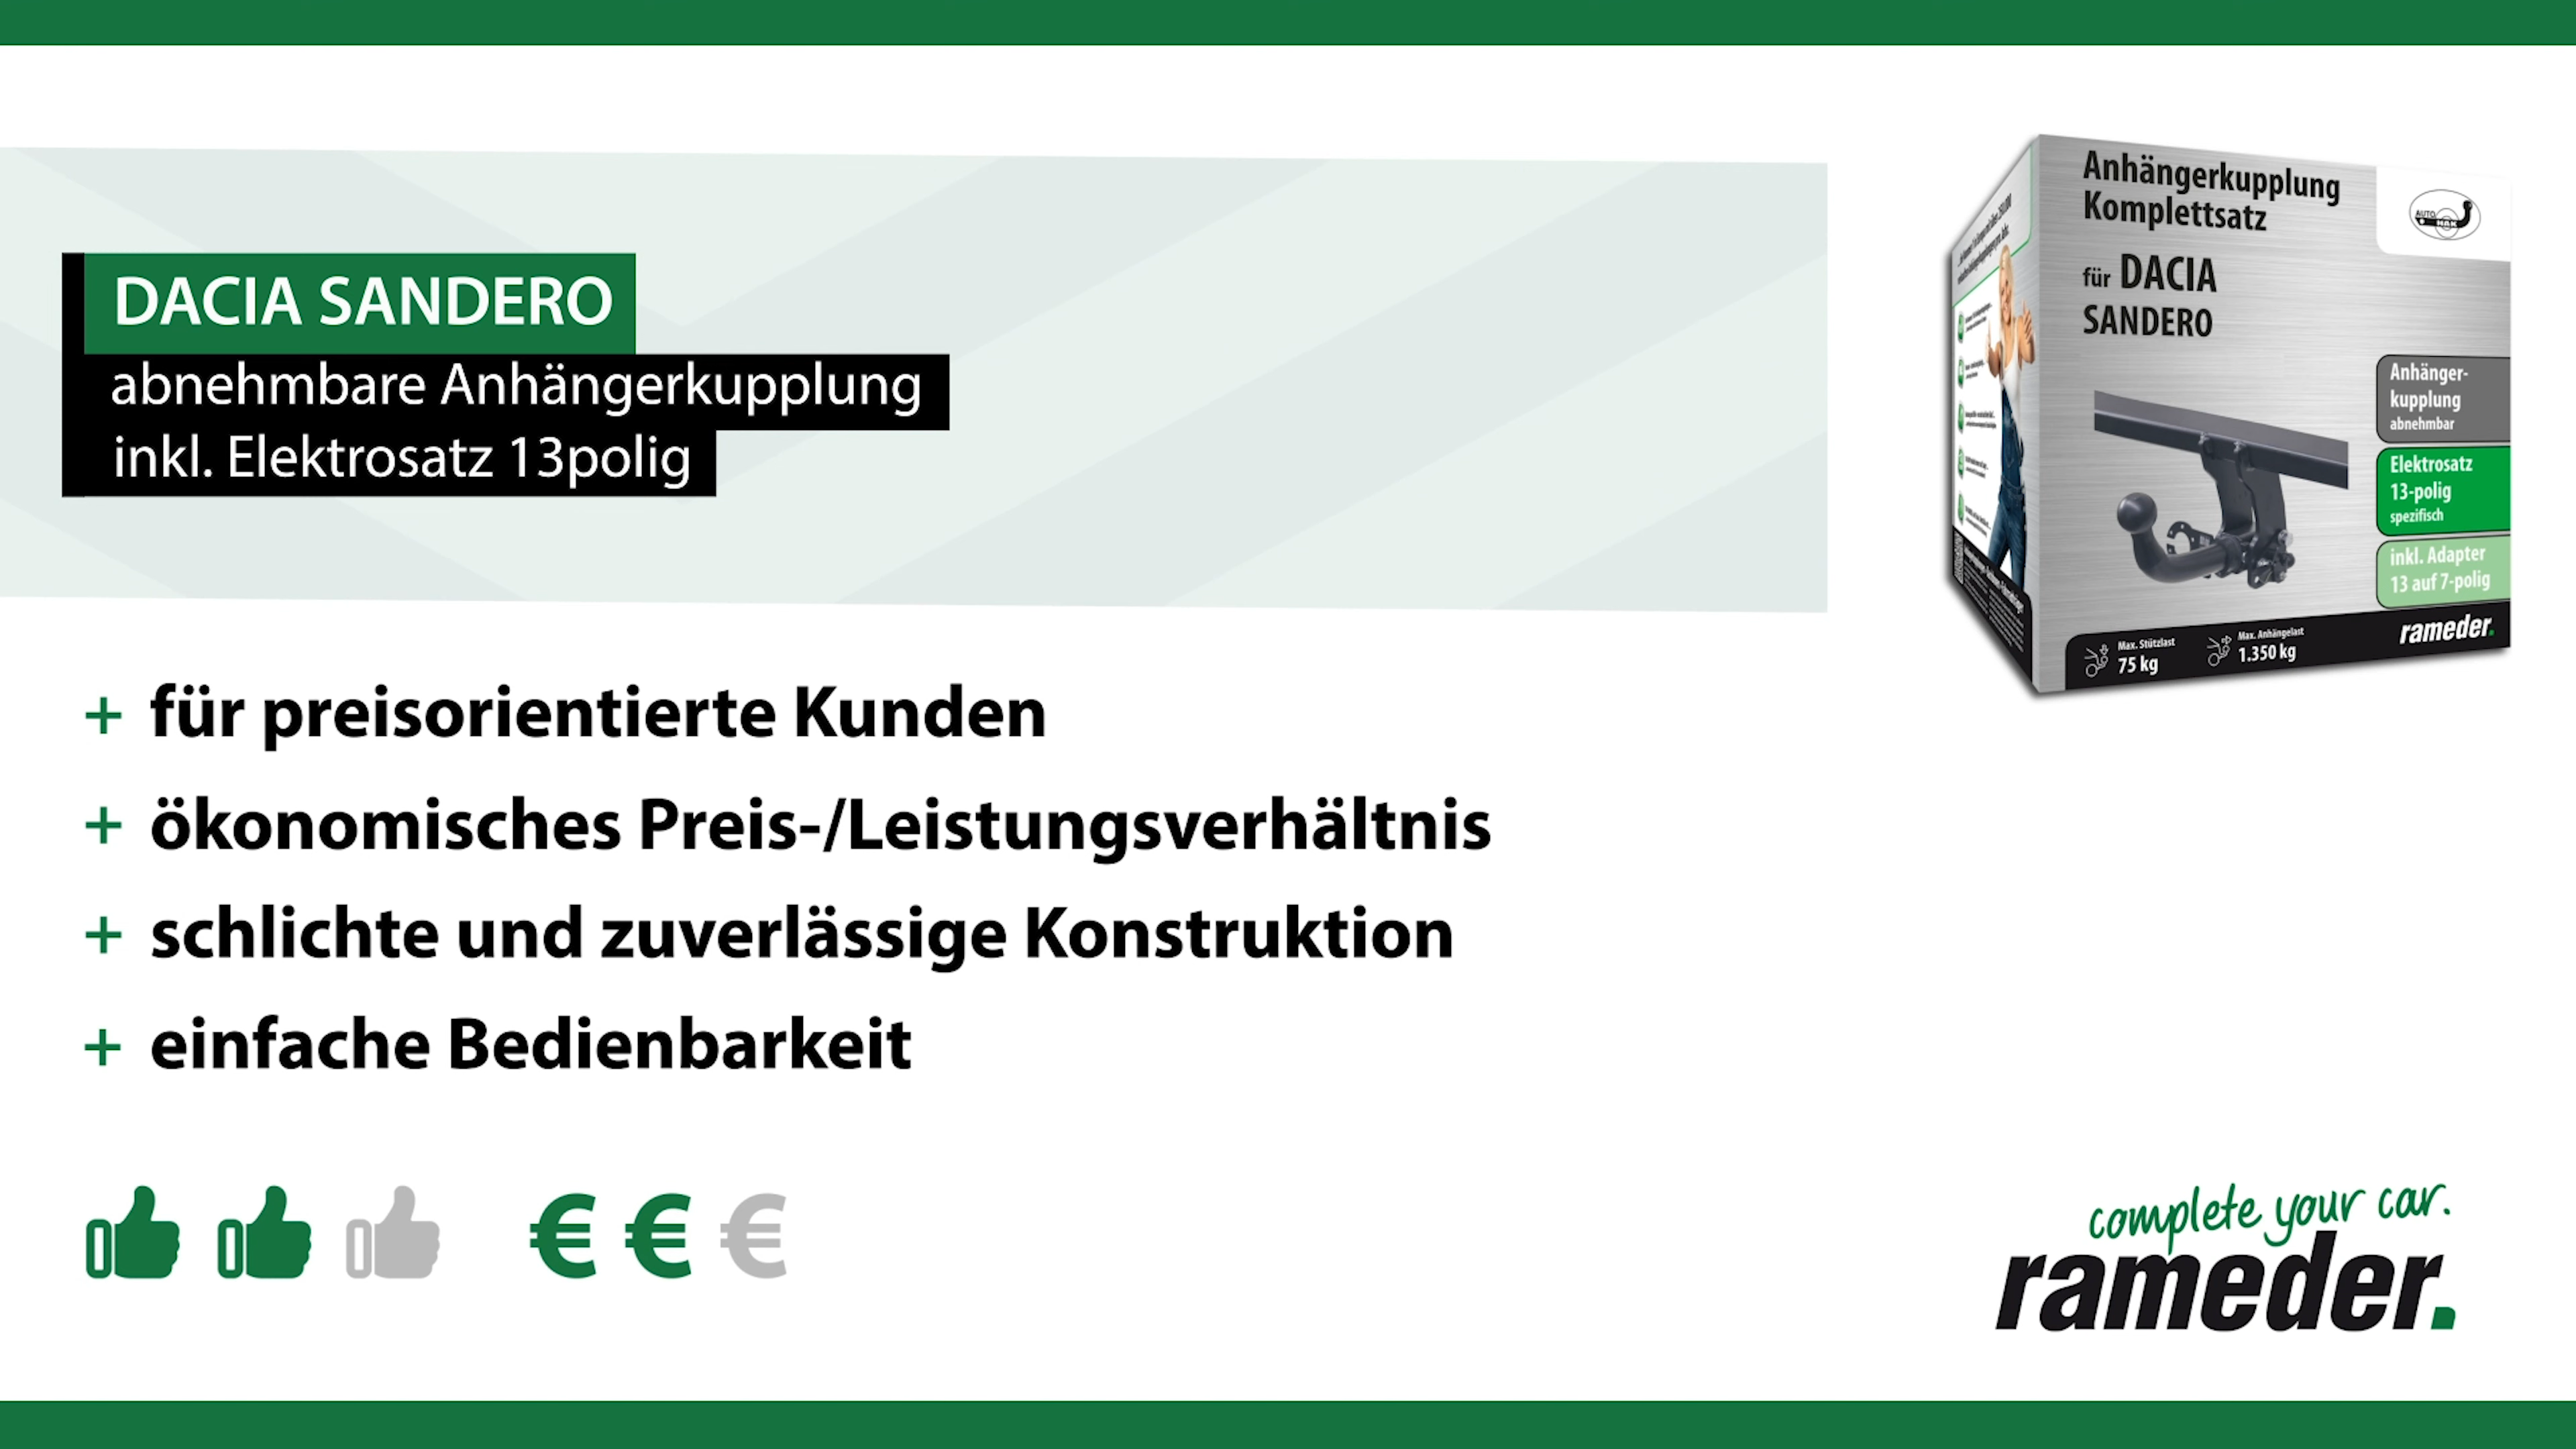 DACIA SANDERO
abnehmbare Anhängerkupplung
inkl. Elektrosatz 13polig
Anhängerkupplung
Komplettsatz
für DACIA
SANDERO
AUTO
HAK
Anhänger-
kupplung
abnehmbar
Elektrosatz
13-polig
spezifisch
inkl. Adapter
13 auf 7-polig
Max. Stützlast
75 kg
Max. Anhängelast
1.350 kg
rameder.
+ für preisorientierte Kunden
+ ökonomisches Preis-/Leistungsverhältnis
+ schlichte und zuverlässige Konstruktion
+ einfache Bedienbarkeit
€ € €
complete your car.
rameder.